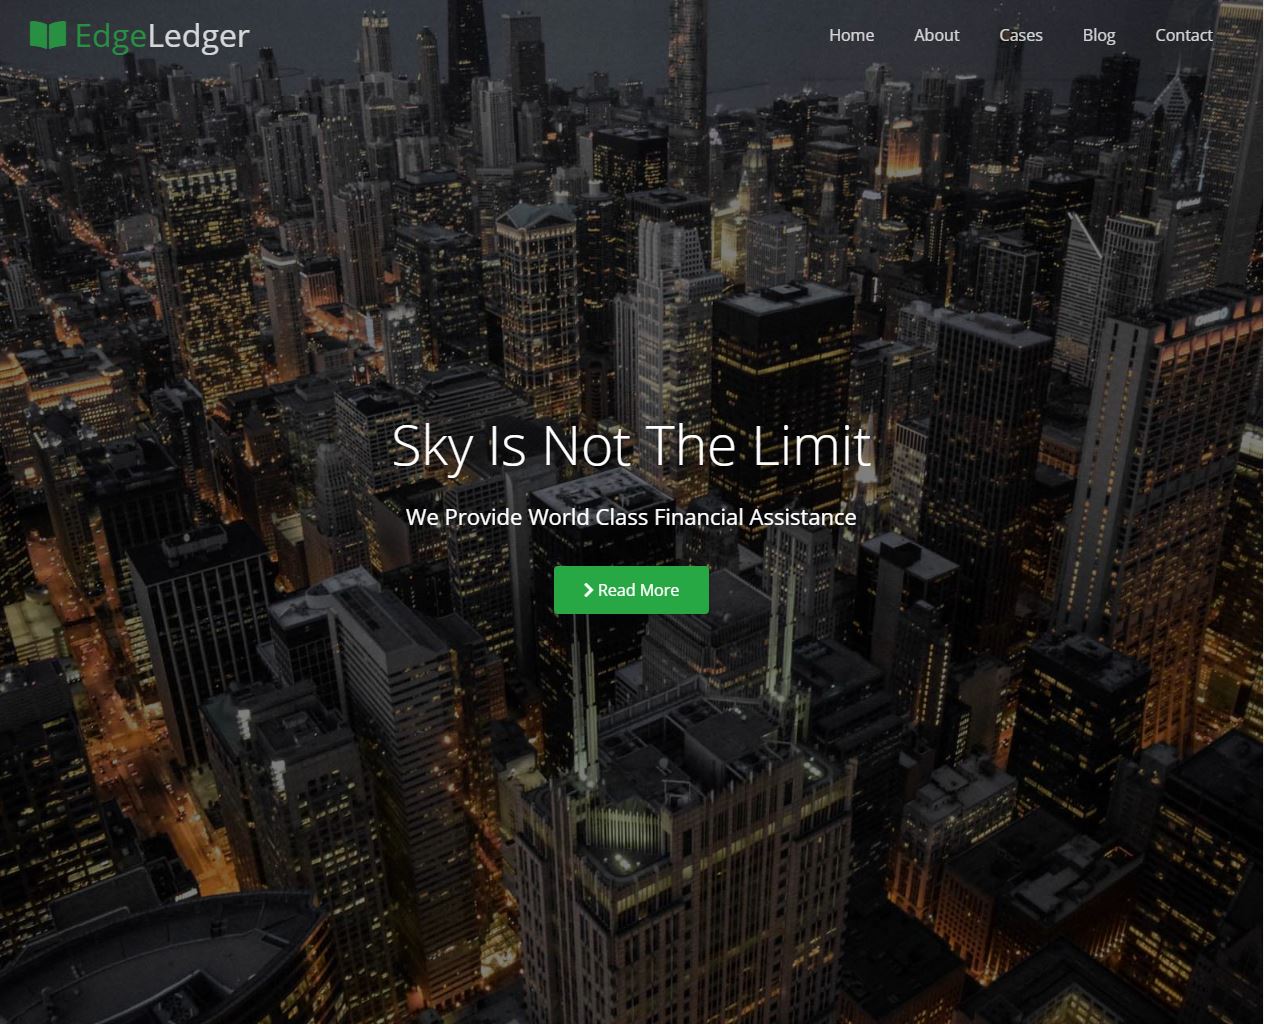 EdgeLedger
Home
About
Cases
Blog
Contact
Sky Is Not The Limit
We Provide World Class Financial Assistance
Read More